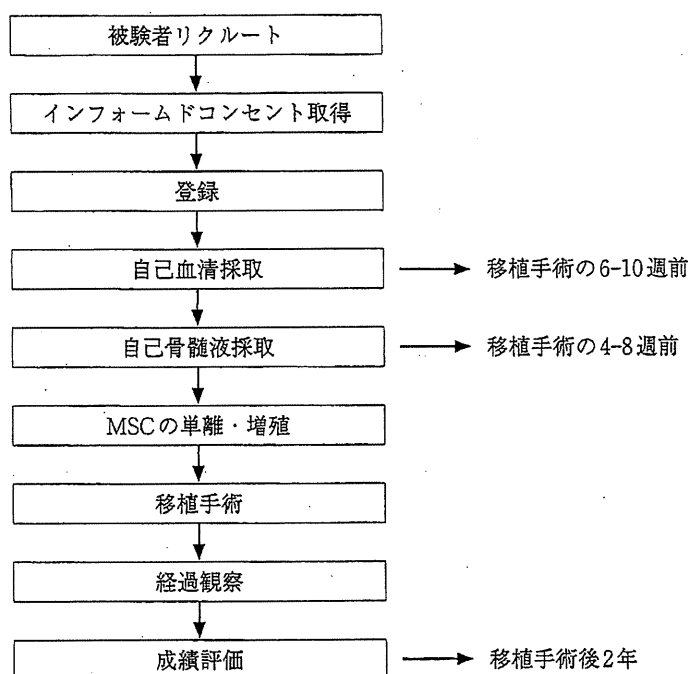 被験者リクルート
インフォームドコンセント取得
登録
自己血清採取
移植手術の6-10週前
自己骨髄液採取
移植手術の4-8週前
MSCの単離・増殖
移植手術
経過観察
成績評価
移植手術後2年